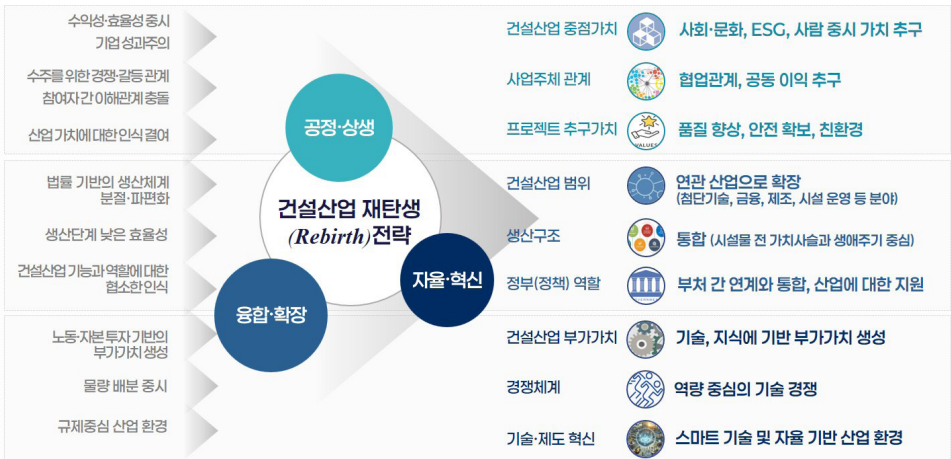 수익성·효율성 중시
기업 성과주의
수주를 위한 경쟁·갈등 관계
참여자 간 이해관계 충돌
산업 가치에 대한 인식 결여
법률 기반의 생산체계
분절·파편화
생산단계 낮은 효율성
건설산업 기능과 역할에 대한
협소한 인식
노동·자본 투자 기반의
부가가치 생성
물량 배분 중시
규제중심 산업 환경
공정·상생
건설산업 재탄생
(Rebirth)전략
자율·혁신
융합·확장
건설산업 중점가치
사회·문화, ESG, 사람 중시 가치 추구
사업주체 관계
협업관계, 공동 이익 추구
프로젝트 추구가치
VALUES
품질 향상, 안전 확보, 친환경
건설산업 범위
연관 산업으로 확장
(첨단기술, 금융, 제조, 시설 운영 등 분야)
생산구조
통합 (시설물 전 가치사슬과 생애주기 중심)
정부(정책) 역할
부처 간 연계와 통합, 산업에 대한 지원
건설산업 부가가치
기술, 지식에 기반 부가가치 생성
경쟁체계
역량 중심의 기술 경쟁
기술·제도 혁신
스마트 기술 및 자율 기반 산업 환경